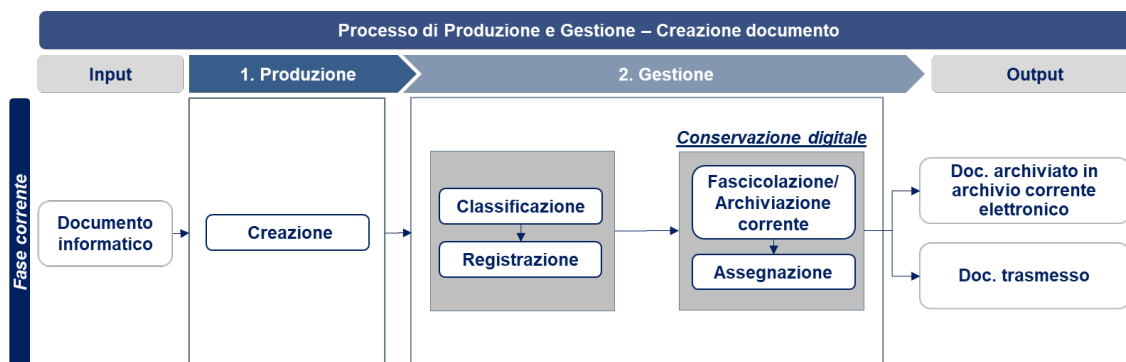 Processo di Produzione e Gestione – Creazione documento
Input
1. Produzione
2. Gestione
Output
Fase corrente
Documento
informatico
Creazione
Classificazione
Registrazione
Conservazione digitale
Fascicolazione/
Archiviazione
corrente
Assegnazione
Doc. archiviato in
archivio corrente
elettronico
Doc. trasmesso